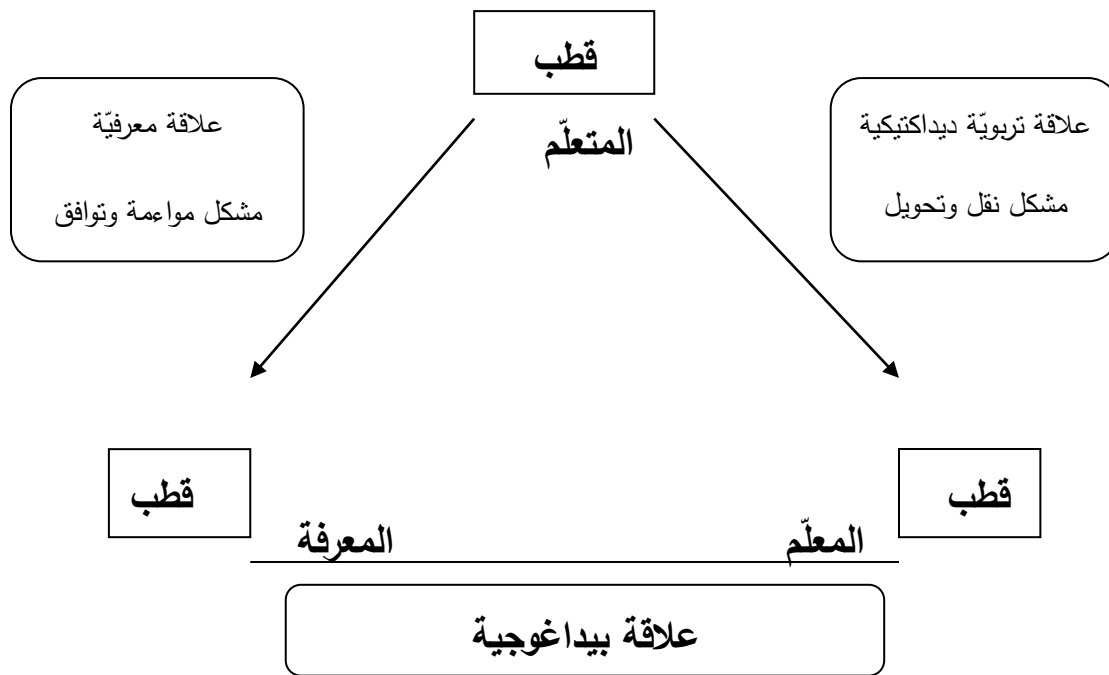 قطب
المتعلّم
علاقة تربويّة ديداكتيكية
مشكل نقل وتحويل
علاقة معرفيّة
مشكل مواءمة وتوافق
قطب
المعلّم
قطب
المعرفة
علاقة بيداغوجية